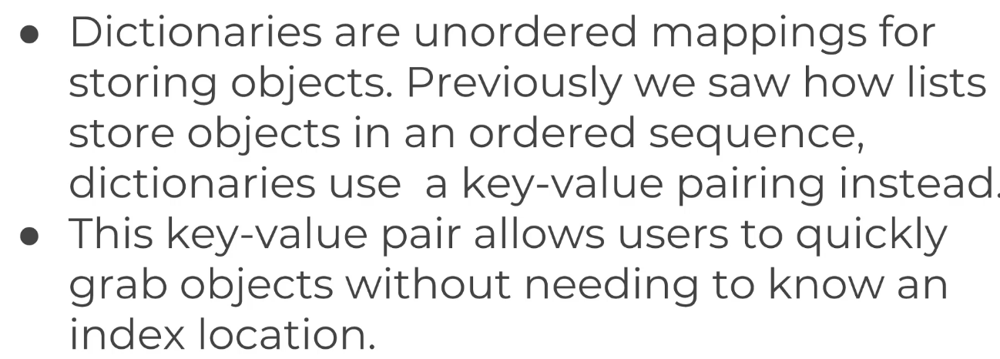 ● Dictionaries are unordered mappings for
storing objects. Previously we saw how lists
store objects in an ordered sequence,
dictionaries use  a key-value pairing instead.
● This key-value pair allows users to quickly
grab objects without needing to know an
index location.